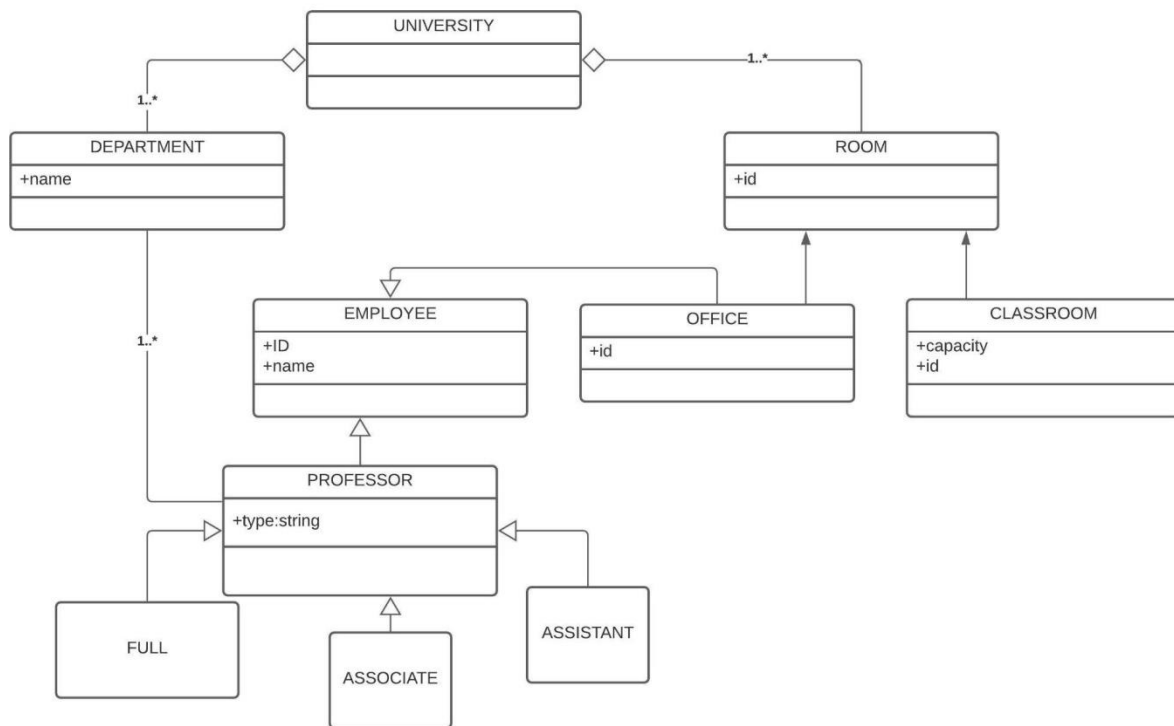 UNIVERSITY
1..*
1..*
DEPARTMENT
+name
ROOM
+id
EMPLOYEE
+ID
+name
OFFICE
+id
CLASSROOM
+capacity
+id
1..*
PROFESSOR
+type:string
FULL
ASSOCIATE
ASSISTANT